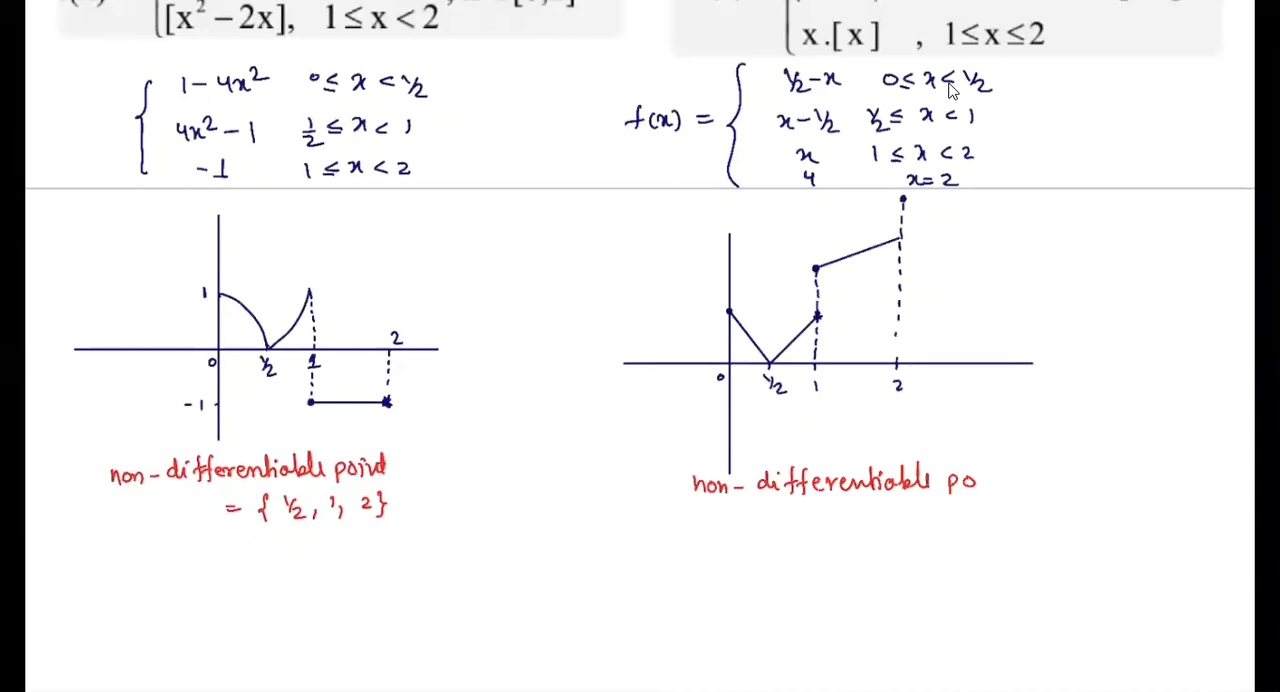 [x² – 2x], 1 ≤ x < 2
x.[x] , 1≤x≤2
1 – 4x² 0 ≤ x < 1/2
4x² – 1 1/2 ≤ x < 1
-1 1 ≤ x < 2
f(x) = 1/2 – x 0 ≤ x < 1/2
x – 1/2 1/2 ≤ x < 1
x 1 ≤ x < 2
4 x = 2
1
0 1/2 1 2
-1
0 1/2 1 2
non-differentiable point
= { 1/2, 1, 2}
non-differentiable po